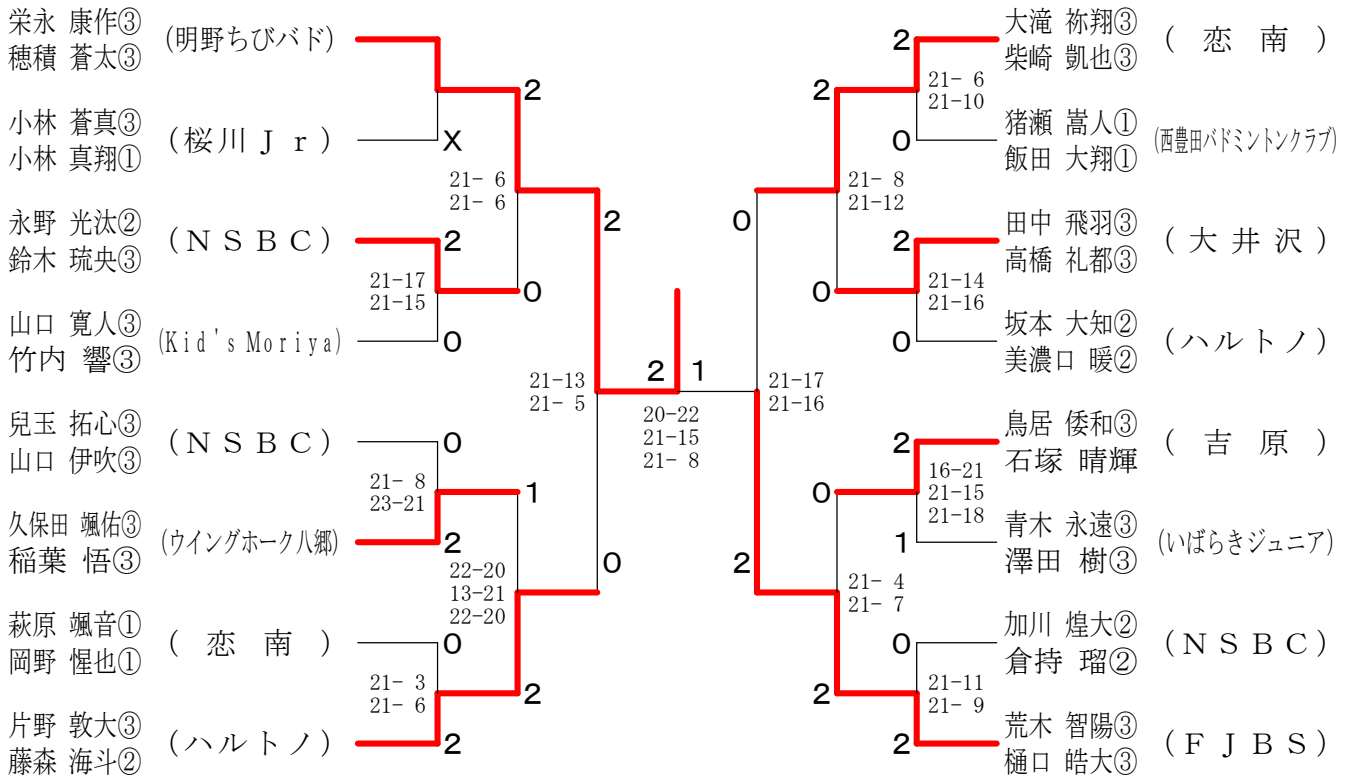 栄永 康作③
穂積 蒼太③
(明野ちびバド)
2
小林 蒼真③
小林 真翔①
(桜川Jr)
X
21- 6
21- 6
2
永野 光汰②
鈴木 琉央③
(NSBC)
2
21-17
21-15
0
山口 寛人③
竹内 響③
(Kid'sMoriya)
0
21-13
21- 5
2
1
20-22
21-15
21- 8
兒玉 拓心③
山口 伊吹③
(NSBC)
0
21- 8
23-21
1
久保田 颯佑③
稲葉 悟③
(ウイングホーク八郷)
2
22-20
13-21
22-20
0
萩原 颯音①
岡野 惺也①
(恋南)
0
21- 3
21- 6
2
片野 敦大③
藤森 海斗②
(ハルトノ)
2
2
大滝 祢翔③
柴崎 凱也③
(恋南)
2
21- 6
21-10
0
猪瀬 嵩人①
飯田 大翔①
(西豊田バドミントンクラブ)
0
21- 8
21-12
2
田中 飛羽③
高橋 礼都③
(大井沢)
0
21-14
21-16
0
坂本 大知②
美濃口 暖②
(ハルトノ)
21-17
21-16
2
鳥居 倭和③
石塚 晴輝
(吉原)
0
16-21
21-15
21-18
1
青木 永遠③
澤田 樹③
(いばらきジュニア)
2
21- 4
21- 7
0
加川 煌大②
倉持 瑠②
(NSBC)
2
21-11
21- 9
2
荒木 智陽③
樋口 皓大③
(FJBS)